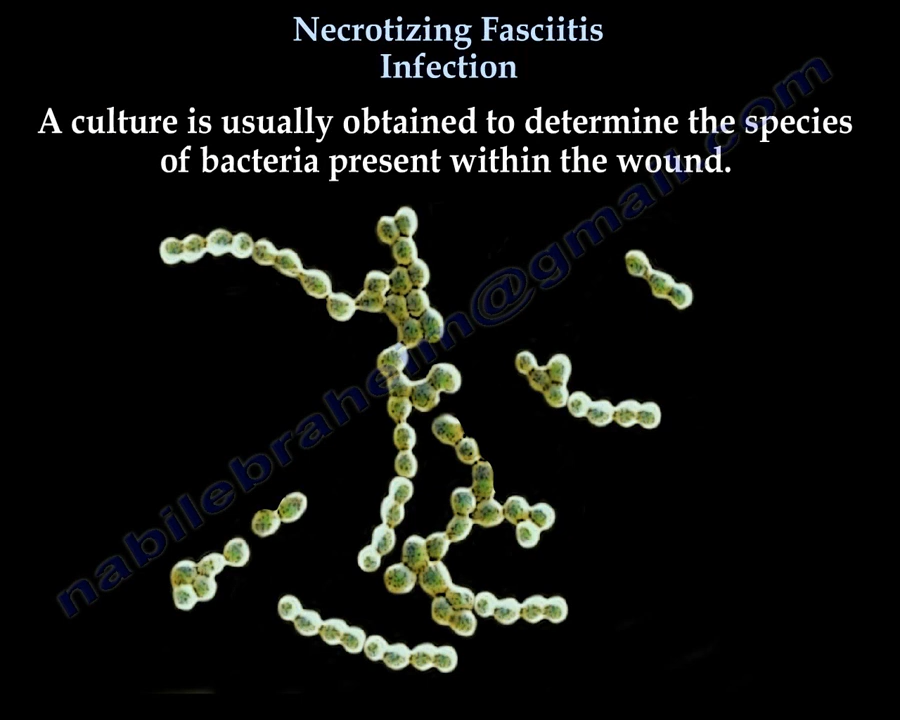 Necrotizing Fasciitis
Infection
A culture is usually obtained to determine the species
of bacteria present within the wound.
nabilebraheim@gmail.com